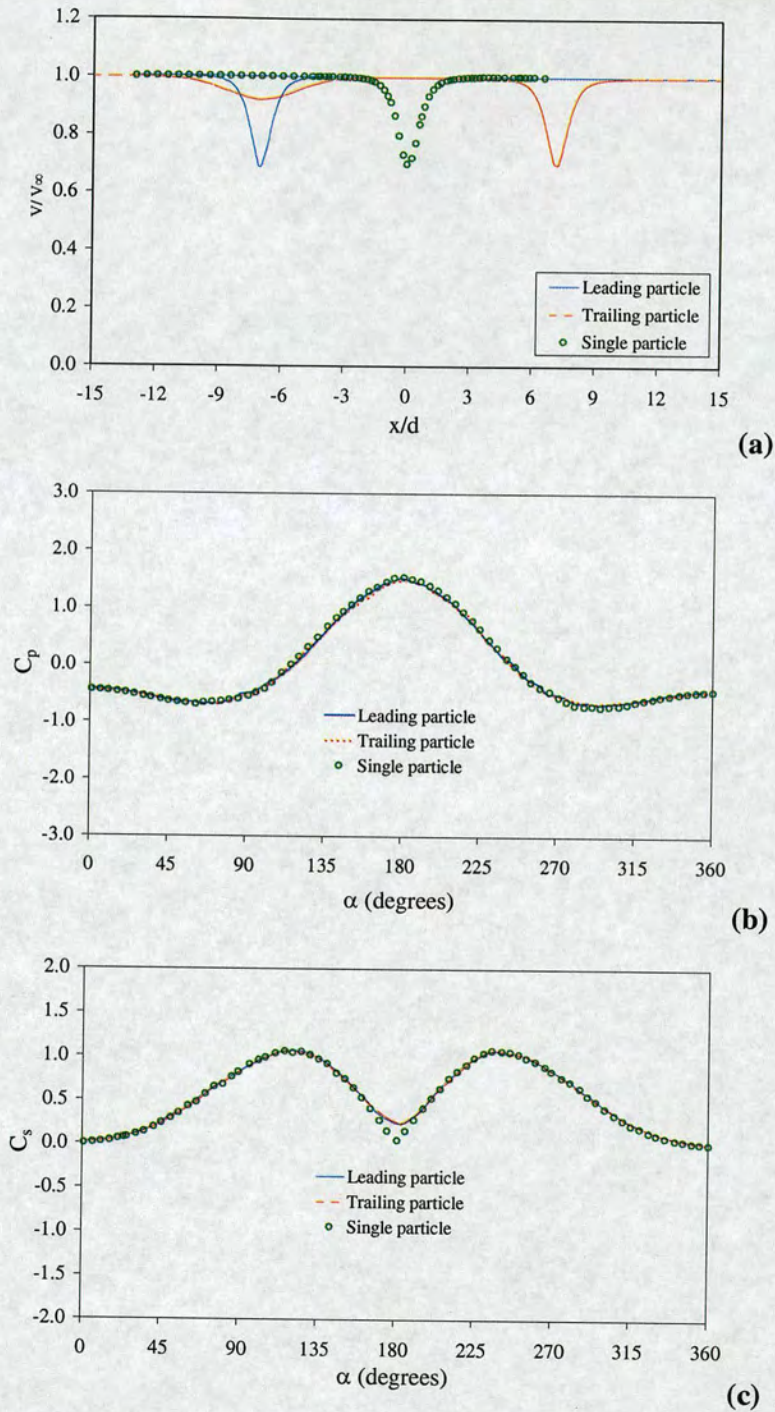 1.2
1.0
0.8
0.6
0.4
0.2
0.0
v/ v∞
-15 -12 -9 -6 -3 0 3 6 9 12 15
x/d
Leading particle
Trailing particle
Single particle
(a)
3.0
2.0
1.0
0.0
-1.0
-2.0
-3.0
Cp
Leading particle
Trailing particle
Single particle
0 45 90 135 180 225 270 315 360
α (degrees)
(b)
2.0
1.5
1.0
0.5
0.0
-0.5
-1.0
-1.5
-2.0
Cs
Leading particle
Trailing particle
Single particle
0 45 90 135 180 225 270 315 360
α (degrees)
(c)